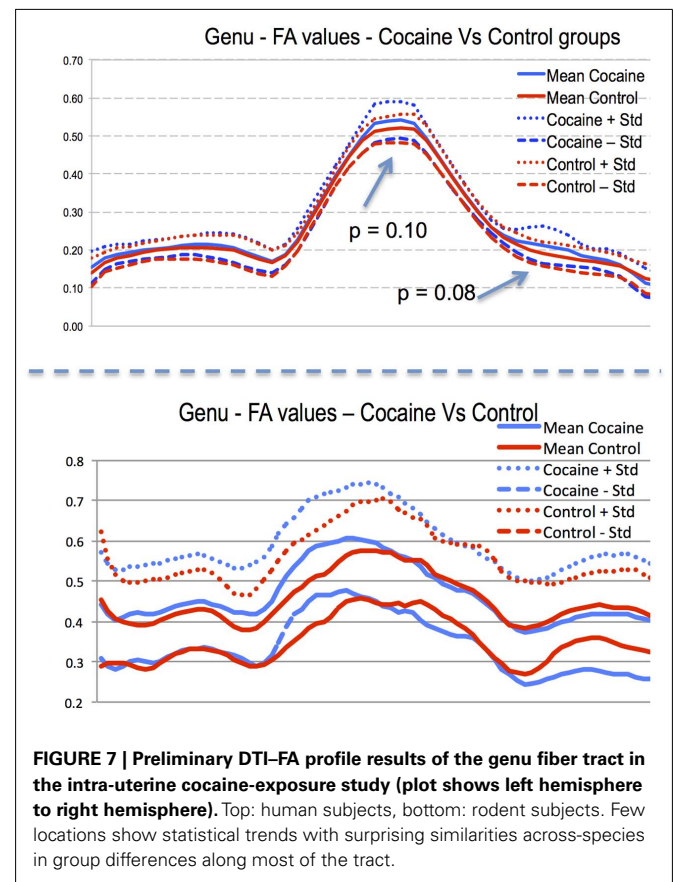 Genu - FA values - Cocaine Vs Control groups
0.70
0.60
0.50
0.40
0.30
0.20
0.10
0.00
Mean Cocaine
Mean Control
Cocaine + Std
Cocaine – Std
Control + Std
Control – Std
p = 0.10
p = 0.08
Genu - FA values – Cocaine Vs Control
0.8
0.7
0.6
0.5
0.4
0.3
0.2
Mean Cocaine
Mean Control
Cocaine + Std
Cocaine - Std
Control + Std
Control - Std
FIGURE 7 | Preliminary DTI–FA profile results of the genu fiber tract in
the intra-uterine cocaine-exposure study (plot shows left hemisphere
to right hemisphere). Top: human subjects, bottom: rodent subjects. Few
locations show statistical trends with surprising similarities across-species
in group differences along most of the tract.